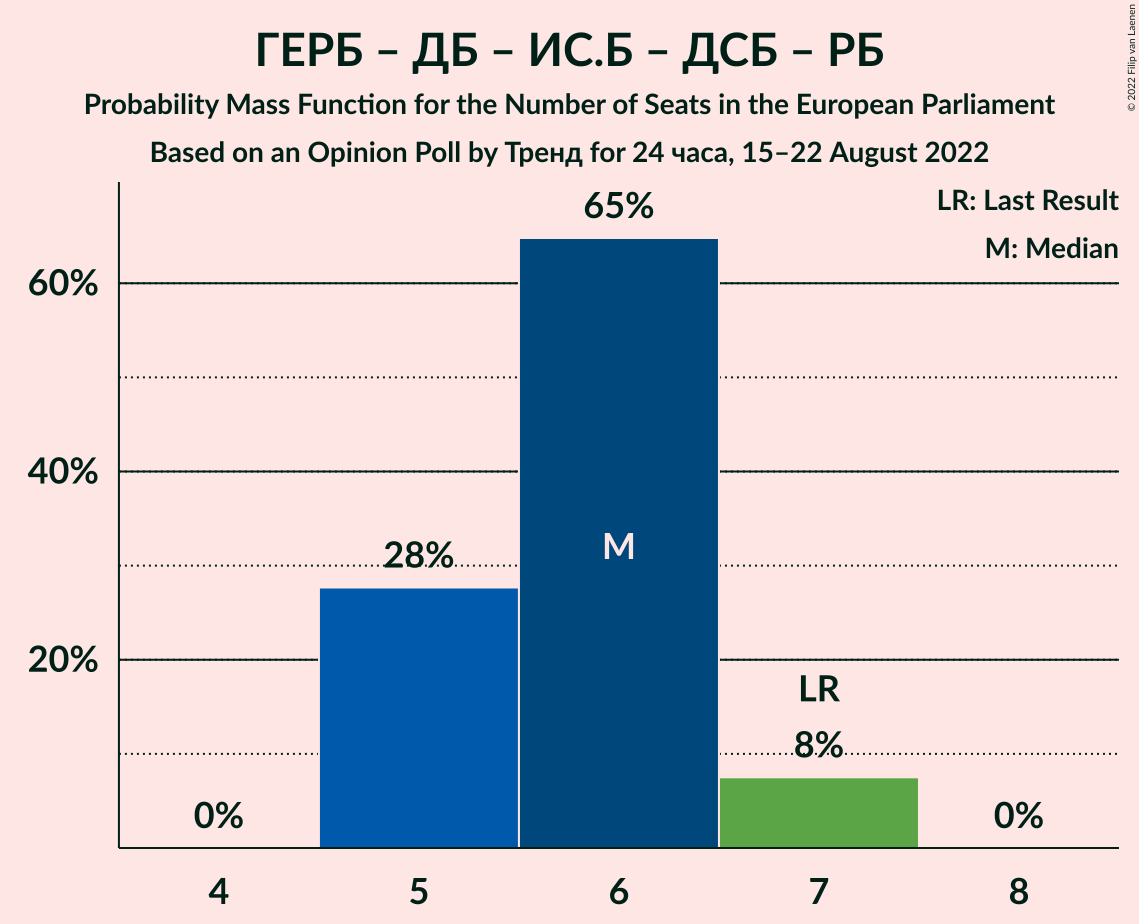 ГЕРБ – ДБ – ИС.Б – ДСБ – РБ
Probability Mass Function for the Number of Seats in the European Parliament
Based on an Opinion Poll by Тренд for 24 часа, 15–22 August 2022
© 2022 Filip van Laenen
LR: Last Result
M: Median
65%
60%
40%
28%
M
20%
LR
8%
0%
0%
4
5
6
7
8